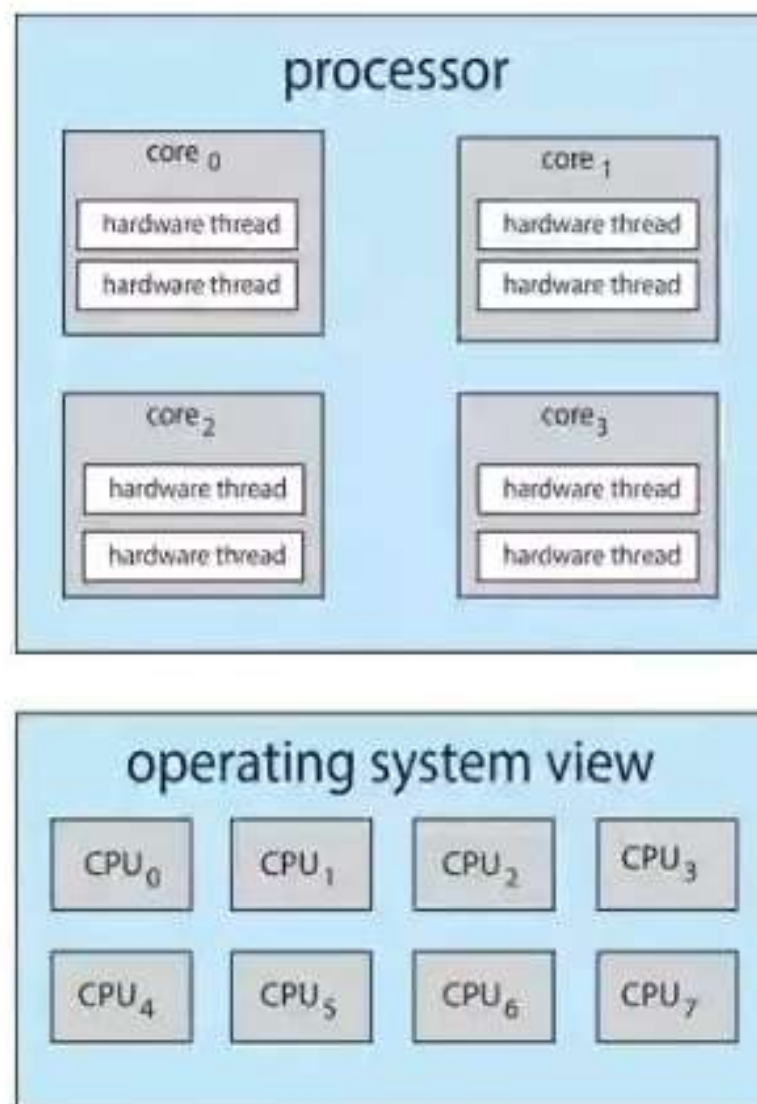 processor
core 0
core 1
hardware thread
hardware thread
hardware thread
hardware thread
core 2
core 3
hardware thread
hardware thread
hardware thread
hardware thread
operating system view
CPU0
CPU1
CPU2
CPU3
CPU4
CPU5
CPU6
CPU7